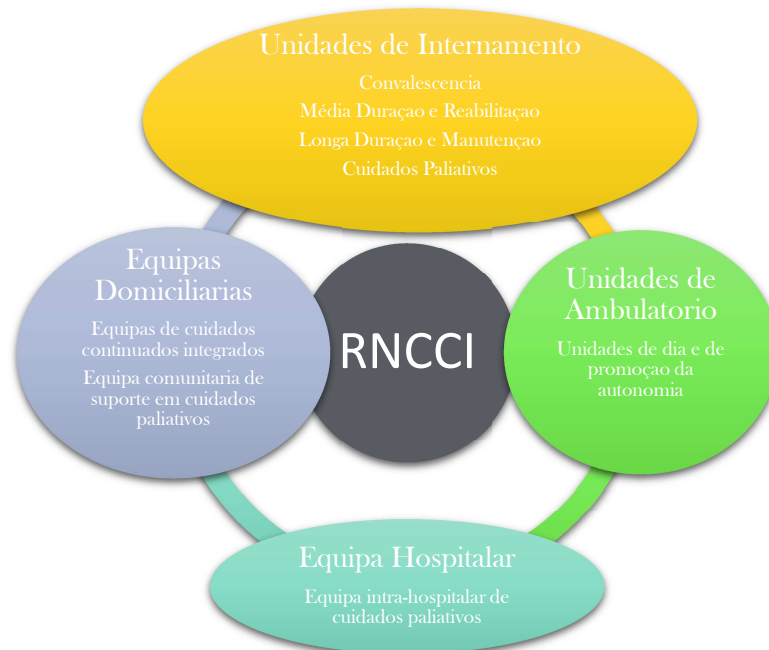 Unidades de Internamento
Convalescencia
Média Duraçao e Reabilitaçao
Longa Duraçao e Manutençao
Cuidados Paliativos
Equipas
Domiciliarias
Equipas de cuidados
continuados integrados
Equipa comunitaria de
suporte em cuidados
paliativos
RNCCI
Unidades de
Ambulatorio
Unidades de dia e de
promoçao da
autonomia
Equipa Hospitalar
Equipa intra-hospitalar de
cuidados paliativos